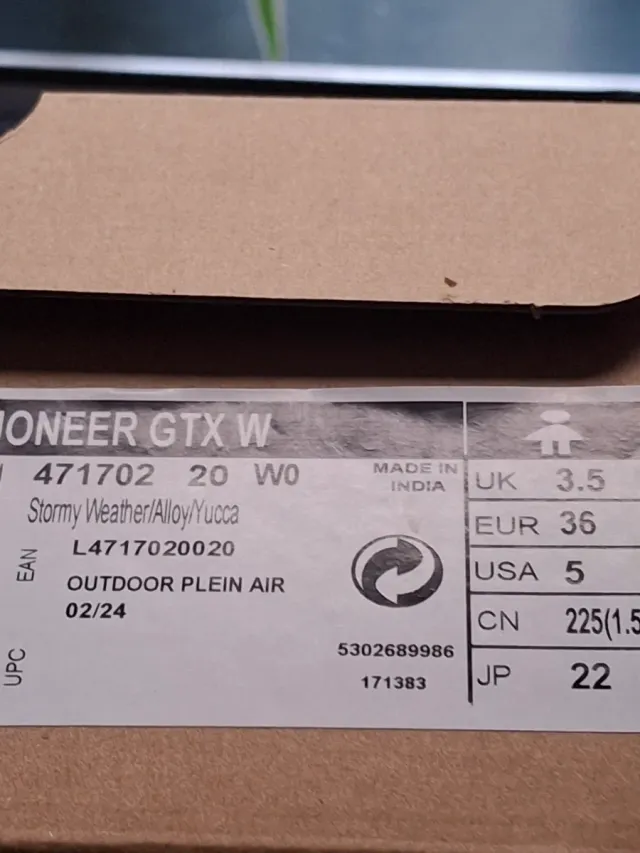 IONEER GTX W
471702 20 W0
Stormy Weather/Alloy/Yucca
EAN
L4717020020
OUTDOOR PLEIN AIR
02/24
UPC
MADE IN
INDIA
5302689986
171383
UK 3.5
EUR 36
USA 5
CN 225(1.5
JP 22